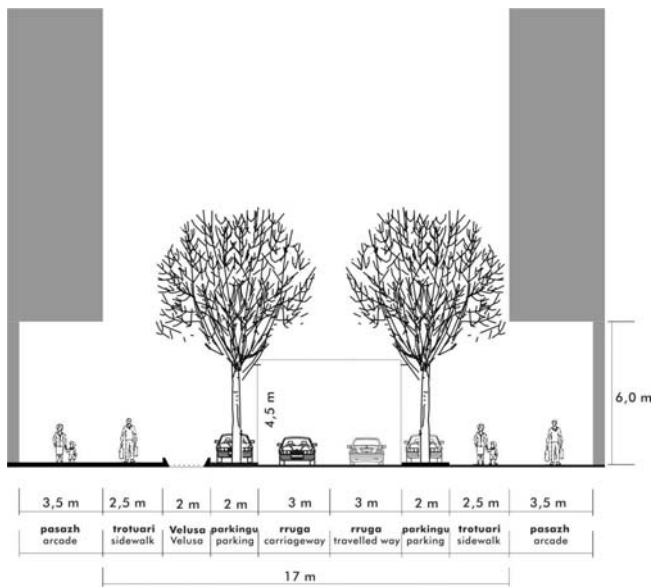 4,5 m
6,0 m
3,5 m 2,5 m 2 m 2 m 3 m 3 m 2 m 2,5 m 3,5 m
pasazh trotuari Velusa parkingu rruga rruga parkingu trotuari pasazh
arcade sidewalk Velusa parking carriageway travelled way parking sidewalk arcade
17 m